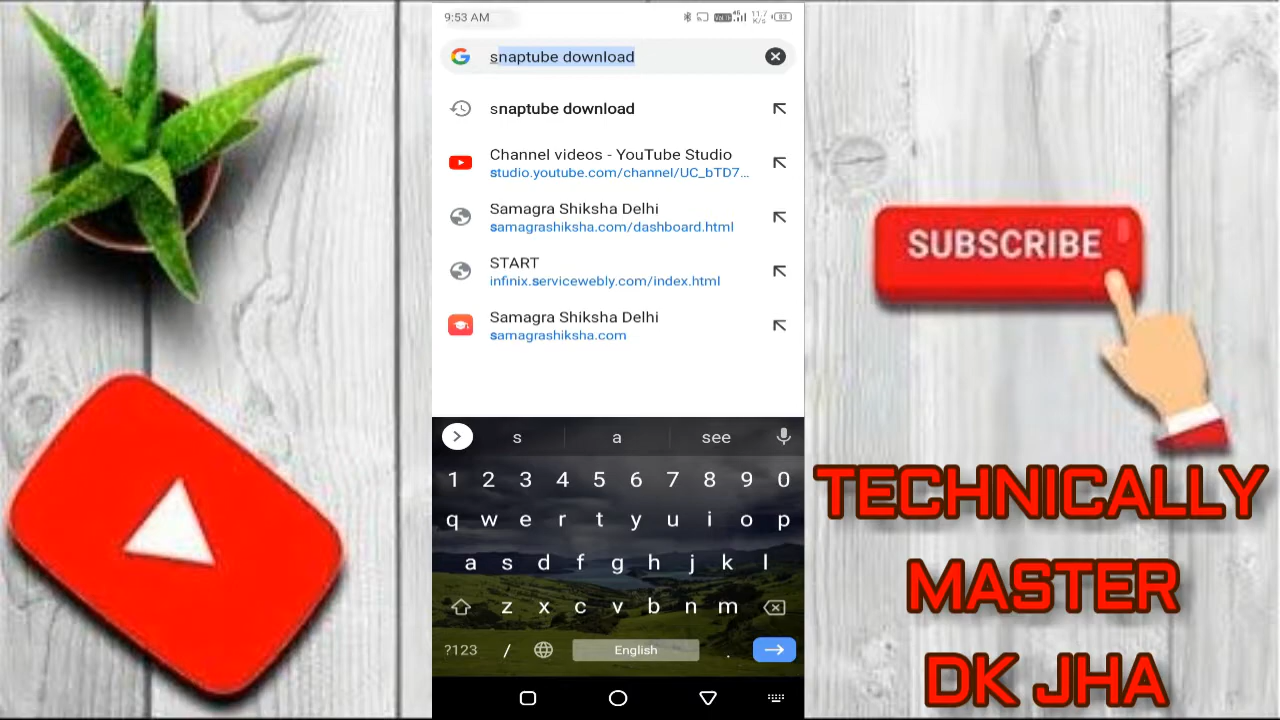 9:53 AM
snaptube download
snaptube download
Channel videos - YouTube Studio
studio.youtube.com/channel/UC_bTD7...
Samagra Shiksha Delhi
samagrashiksha.com/dashboard.html
START
infinix.servicewebly.com/index.html
Samagra Shiksha Delhi
samagrashiksha.com
s a see
1 2 3 4 5 6 7 8 9 0
q w e r t y u i o p
a s d f g h j k l
z x c v b n m
?123 / English .
SUBSCRIBE
TECHNICALLY
MASTER
DK JHA